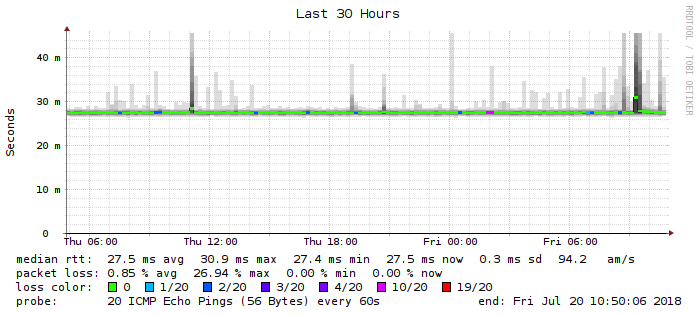 Last 30 Hours
RRDTOOL / TOBI OETIKER
Seconds
40 m
30 m
20 m
10 m
0
Thu 06:00 Thu 12:00 Thu 18:00 Fri 00:00 Fri 06:00
median rtt: 27.5 ms avg 30.9 ms max 27.4 ms min 27.5 ms now 0.3 ms sd 94.2 am/s
packet loss: 0.85 % avg 26.94 % max 0.00 % min 0.00 % now
loss color: 0 1/20 2/20 3/20 4/20 10/20 19/20
probe: 20 ICMP Echo Pings (56 Bytes) every 60s end: Fri Jul 20 10:50:06 2018